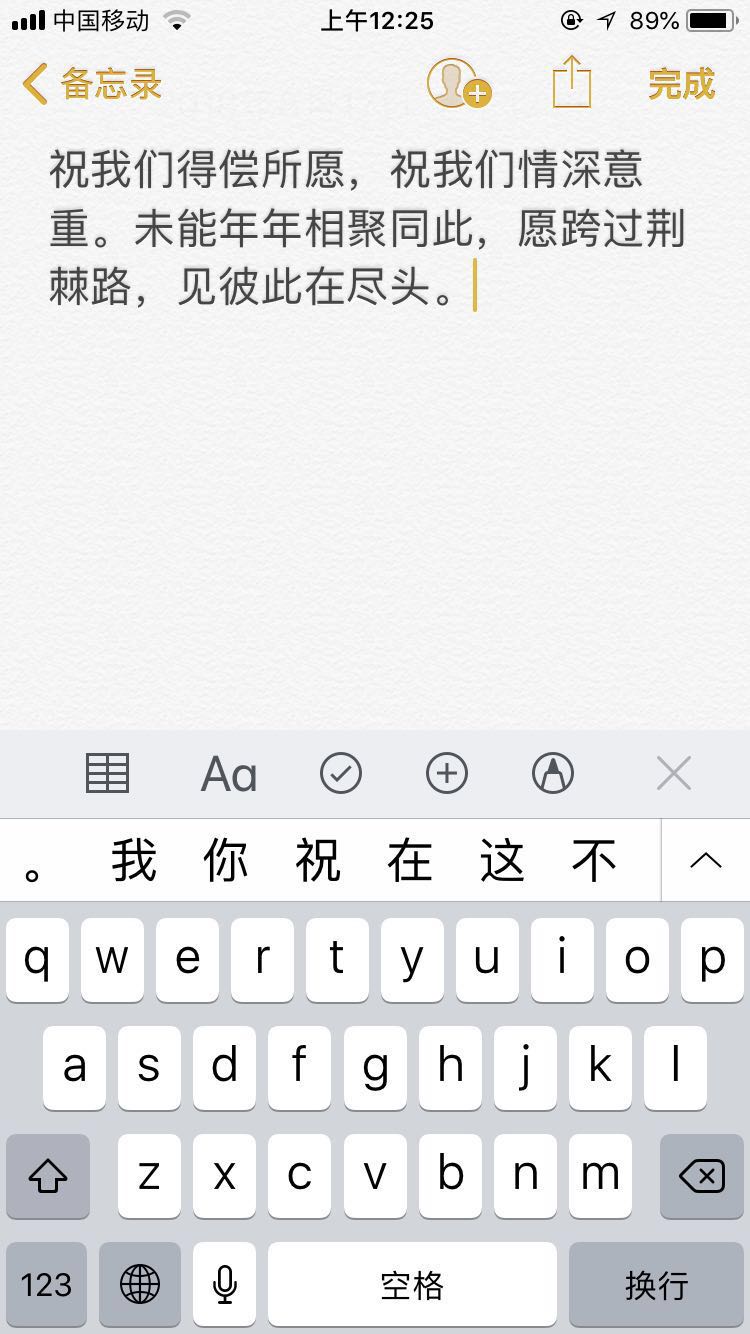 中国移动 上午12:25 89%
备忘录 完成
祝我们得偿所愿，祝我们情深意
重。未能年年相聚同此，愿跨过荆
棘路，见彼此在尽头。
Aa
。 我 你 祝 在 这 不
q w e r t y u i o p
a s d f g h j k l
z x c v b n m
123 空格 换行